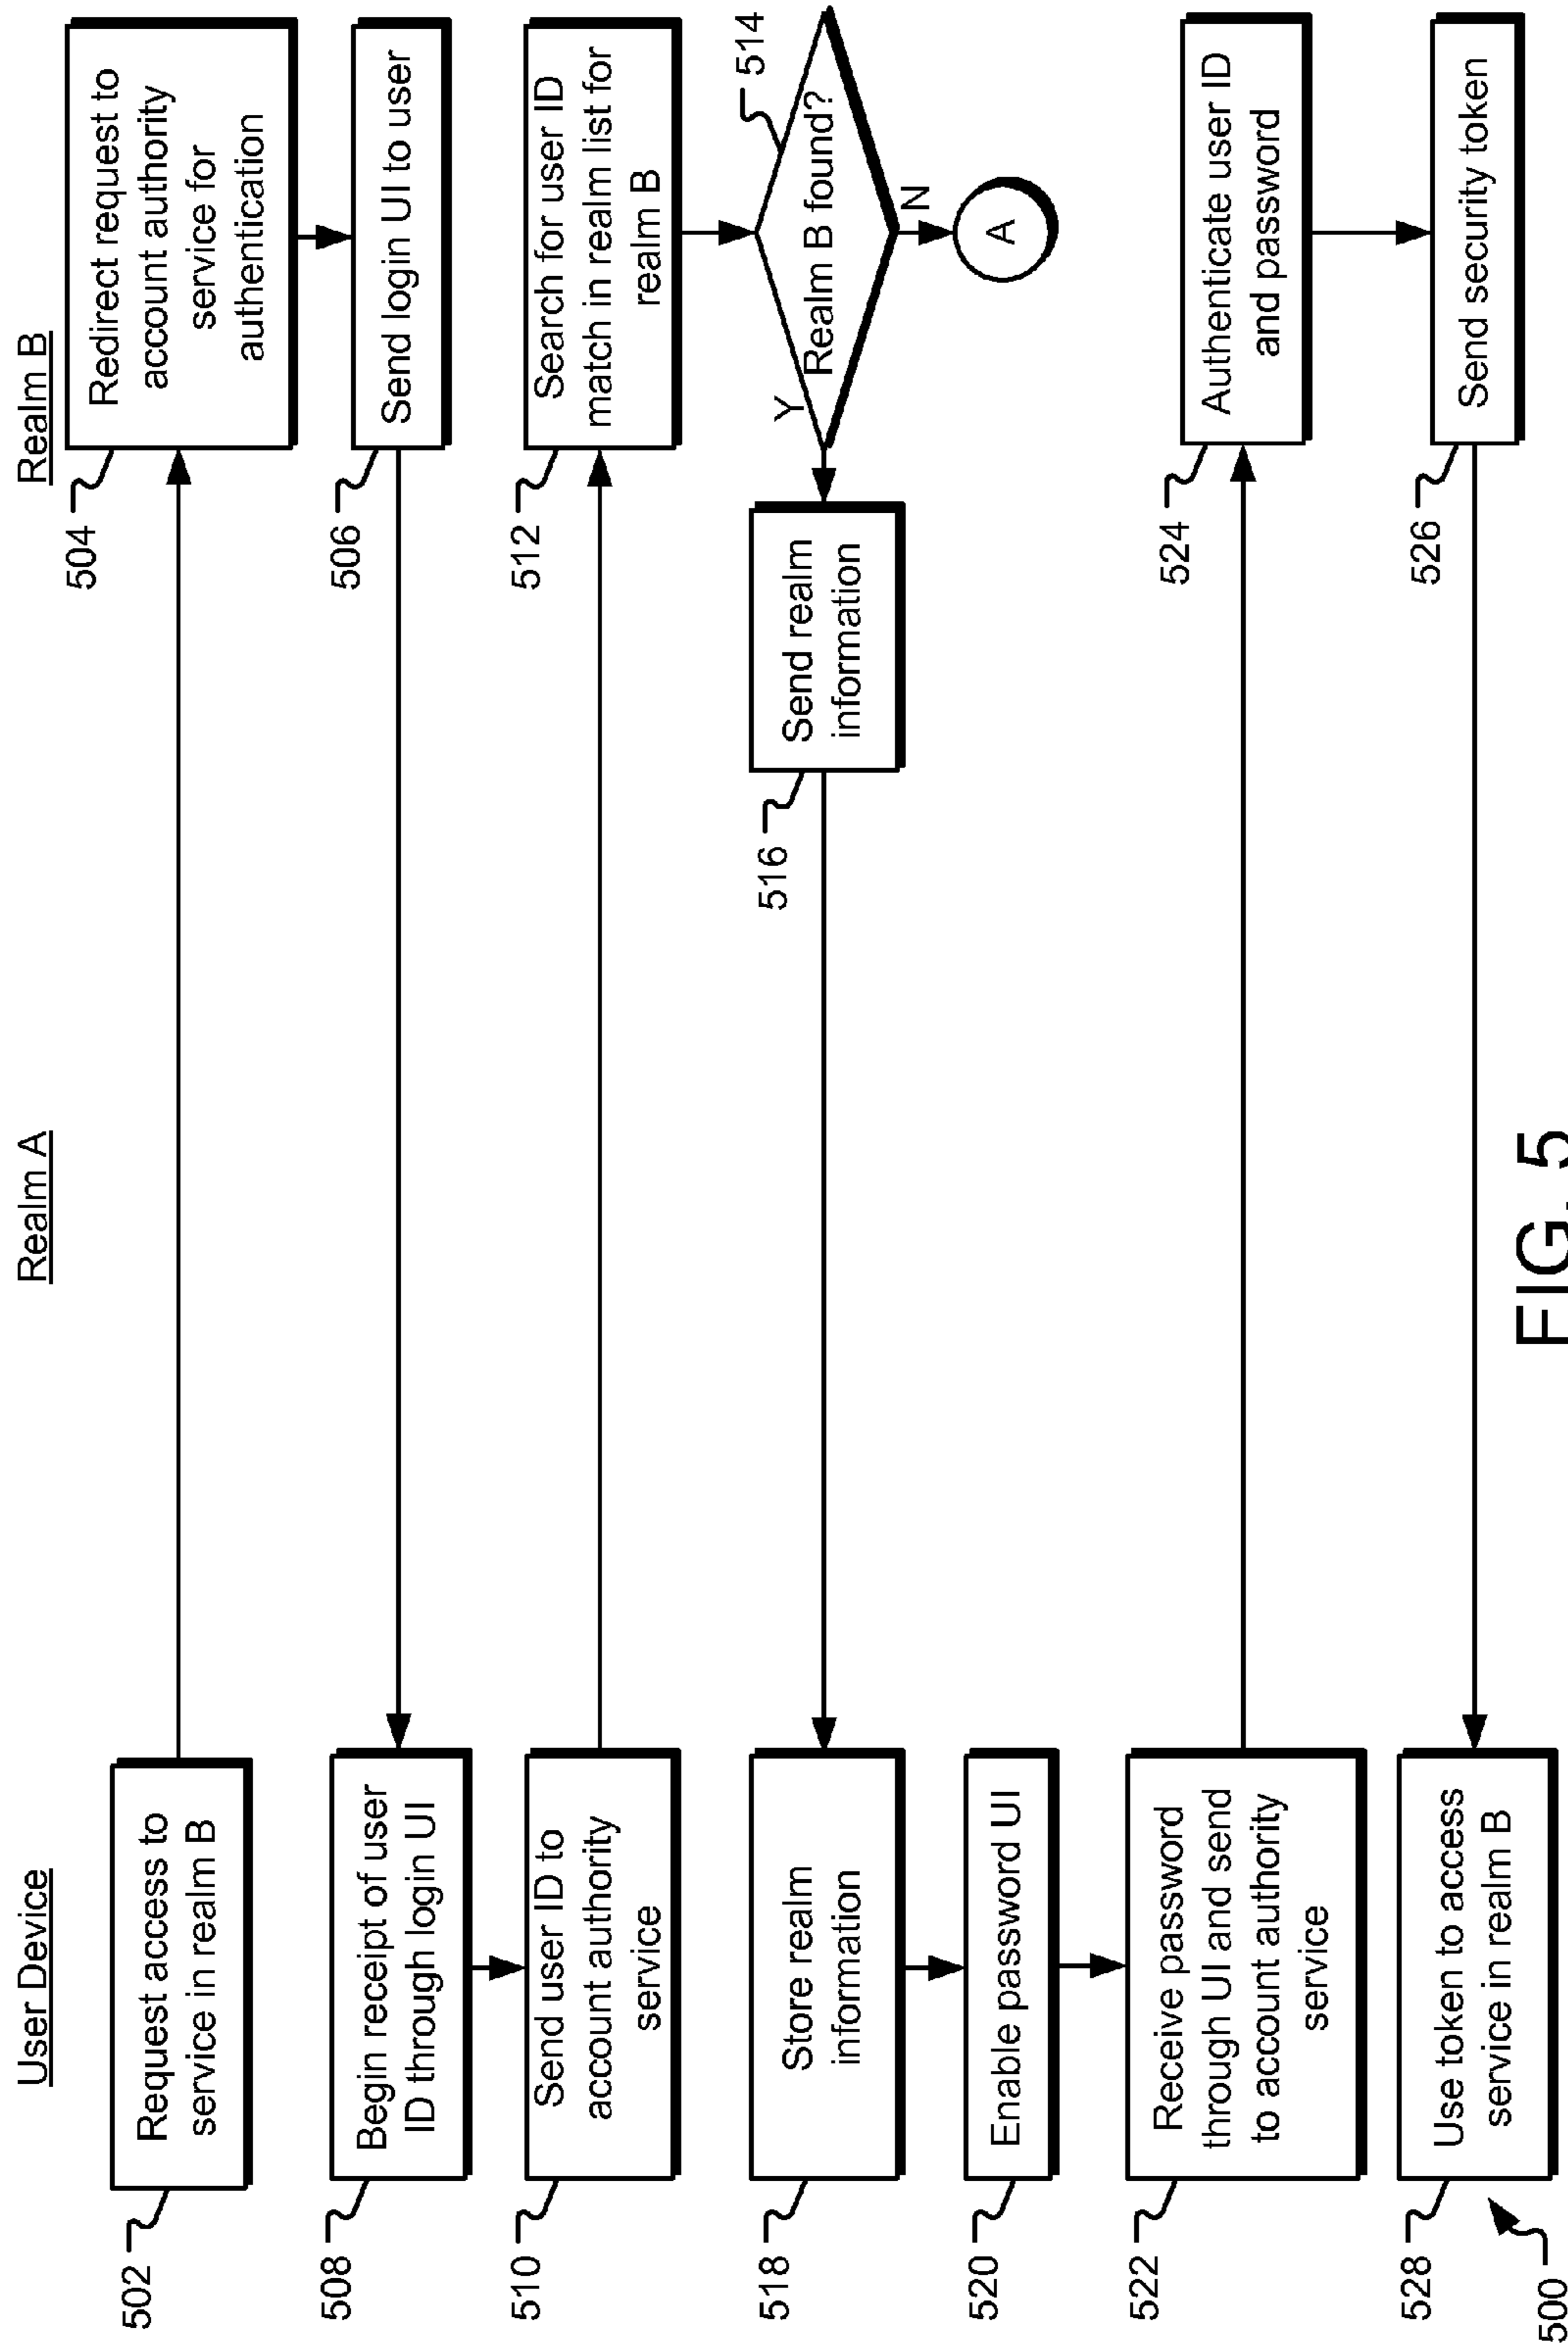 User Device
Realm A
Realm B
502
Request access to
service in realm B
504
Redirect request to
account authority
service for
authentication
506
Send login UI to user
508
Begin receipt of user
ID through login UI
510
Send user ID to
account authority
service
512
Search for user ID
match in realm list for
realm B
514
Realm B found?
Y
N
A
516
Send realm
information
518
Store realm
information
520
Enable password UI
522
Receive password
through UI and send
to account authority
service
524
Authenticate user ID
and password
526
Send security token
528
Use token to access
service in realm B
500
FIG. 5